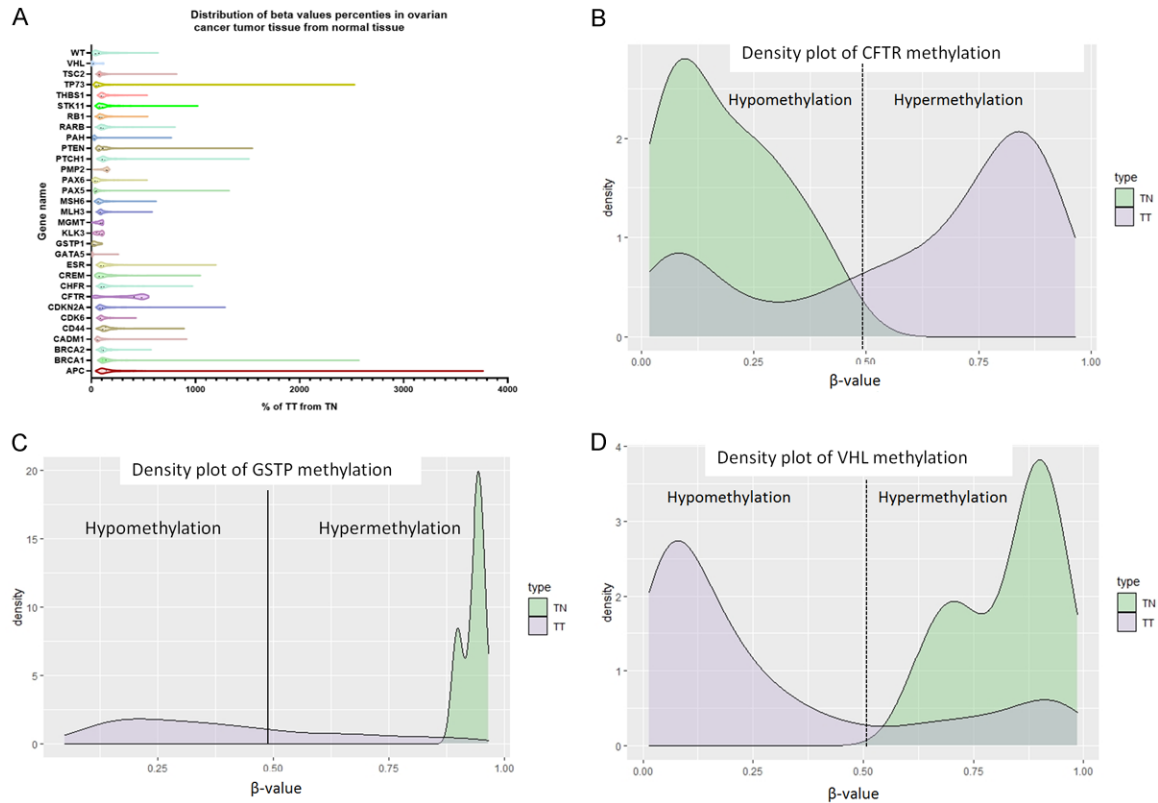 A
Distribution of beta values percenties in ovarian
cancer tumor tissue from normal tissue
Gene name
WT
VHL
TSC2
TP73
THBS1
STK11
RB1
RARB
PAH
PTEN
PTCH1
PMP2
PAX6
PAX5
MSH6
MLH3
MGMT
KLK3
GSTP1
GATA5
ESR
CREM
CHFR
CFTR
CDKN2A
CDK6
CD44
CADM1
BRCA2
BRCA1
APC
0 1000 2000 3000 4000
% of TT from TN
B
Density plot of CFTR methylation
Hypomethylation Hypermethylation
density
2
1
0
0.00 0.25 0.50 0.75 1.00
β-value
type
TN
TT
C
Density plot of GSTP methylation
Hypomethylation Hypermethylation
density
20
15
10
5
0
0.25 0.50 0.75 1.00
β-value
type
TN
TT
D
Density plot of VHL methylation
Hypomethylation Hypermethylation
density
4
3
2
1
0
0.00 0.25 0.50 0.75 1.00
β-value
type
TN
TT